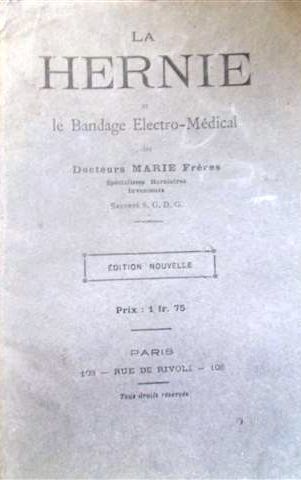 LA
HERNIE
et
le Bandage Electro-Médical
des
Docteurs MARIE Frères
Spécialistes Herniaires
Inventeurs
Breveté S. G. D. G.
ÉDITION NOUVELLE
Prix : 1 fr. 75
PARIS
108 — RUE DE RIVOLI — 108
Tous droits réservés